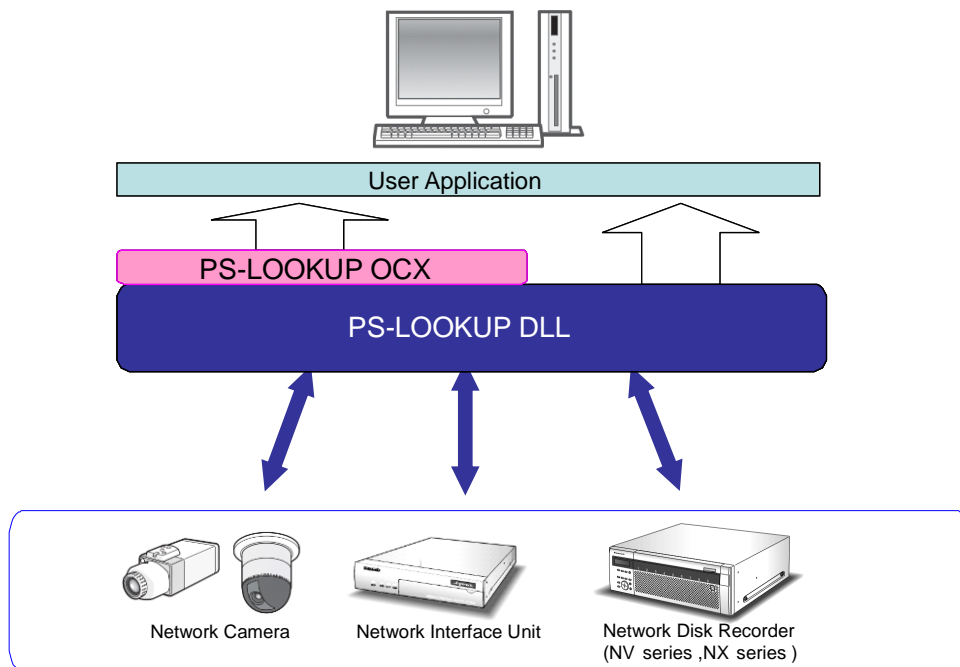 User Application
PS-LOOKUP OCX
PS-LOOKUP DLL
Network Camera
Network Interface Unit
Network Disk Recorder
(NV series ,NX series )